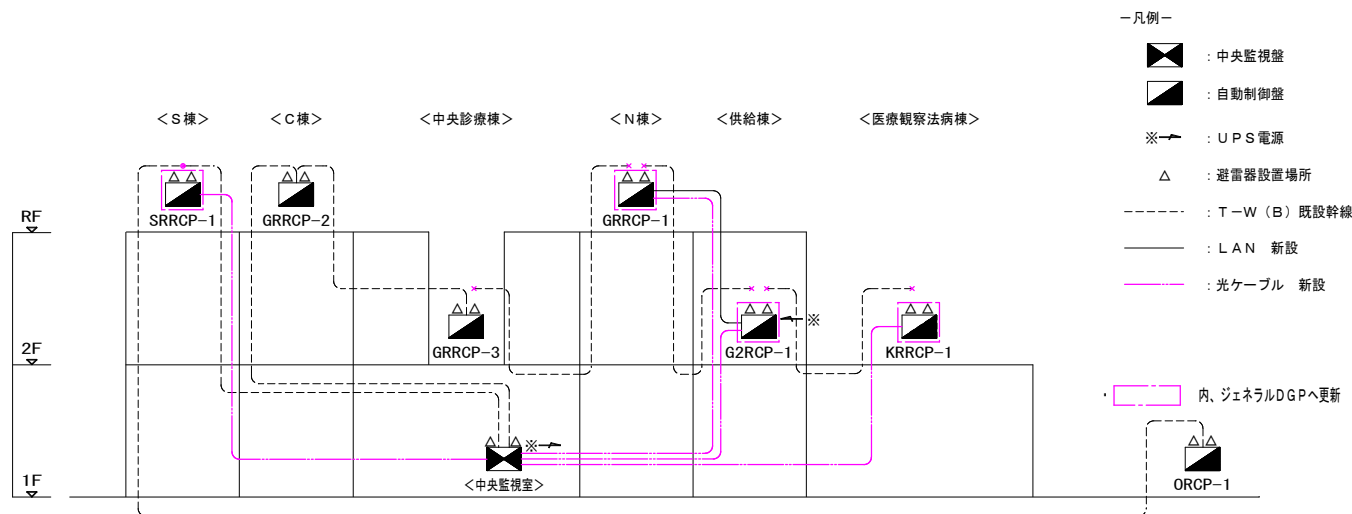 －凡例－
：中央監視盤
：自動制御盤
※ ：ＵＰＳ電源
△ ：避雷器設置場所
：Ｔ－Ｗ（Ｂ）既設幹線
：ＬＡＮ　新設
：光ケーブル　新設
＜Ｓ棟＞ ＜Ｃ棟＞ ＜中央診療棟＞ ＜Ｎ棟＞ ＜供給棟＞ ＜医療観察法病棟＞
SRRCP-1 GRRCP-2 GRRCP-1
RF
GRRCP-3 G2RCP-1 KRRCP-1
※
2F
内、ジェネラルＤＧＰへ更新
※
＜中央監視室＞
ORCP-1
1F